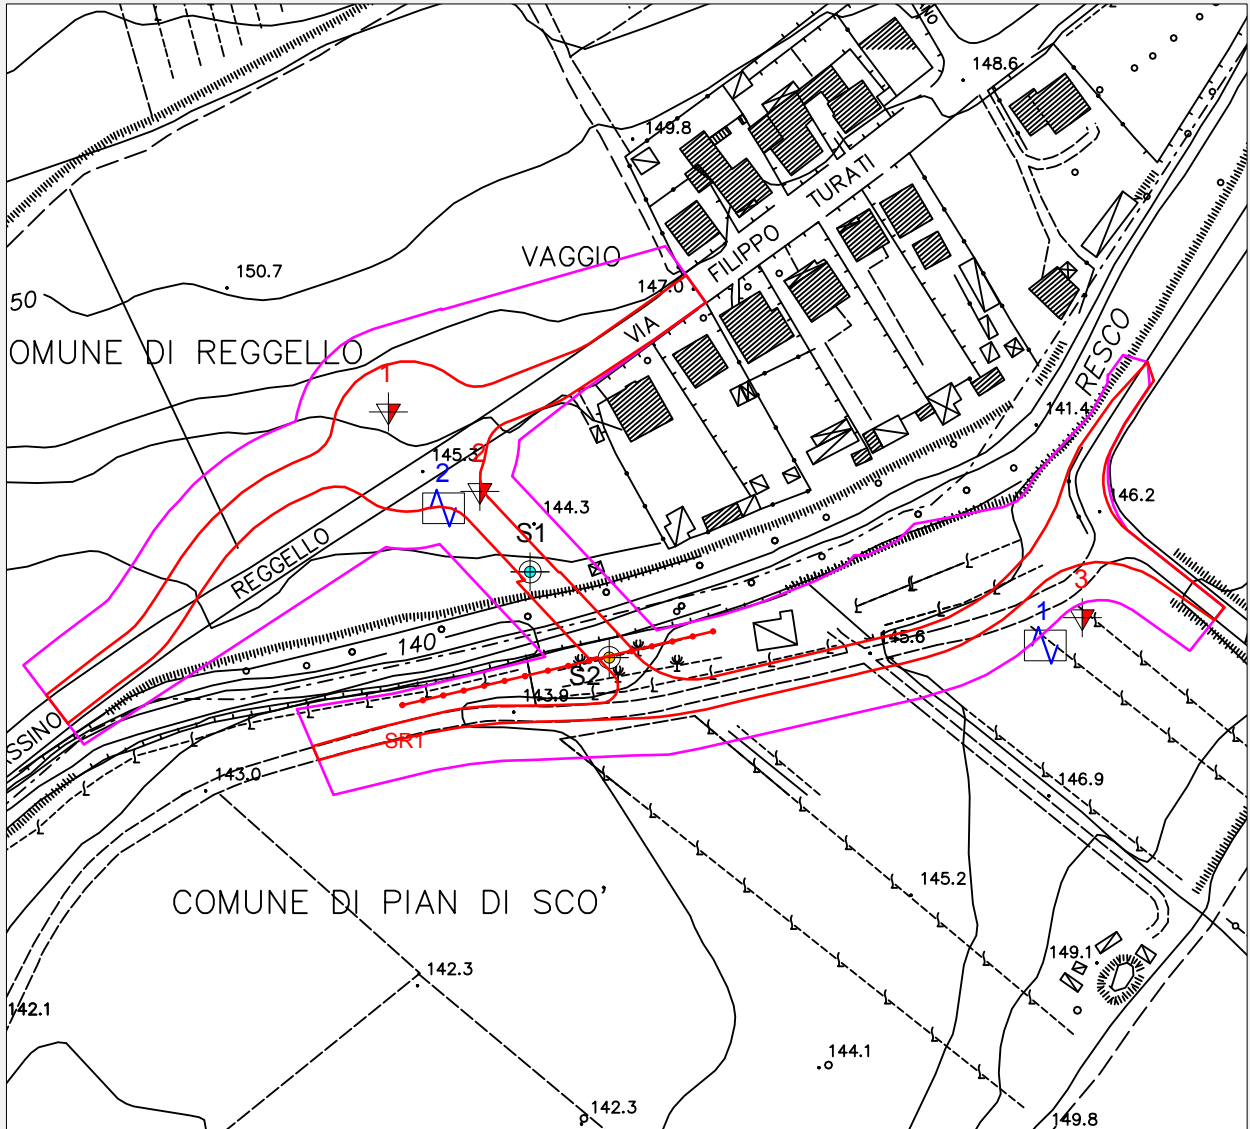 148.6
149.8
TURATI
FILIPPO
VAGGIO
150.7
147.0
50
VIA
OMUNE DI REGGELLO
RESCO
1
141.4
145.3
2
2
146.2
144.3
S1
REGGELLO
3
140
1
145.6
S2
143.9
SSINO
SR1
143.0
146.9
145.2
COMUNE DI PIAN DI SCO'
149.1
142.3
142.1
144.1
142.3
149.8